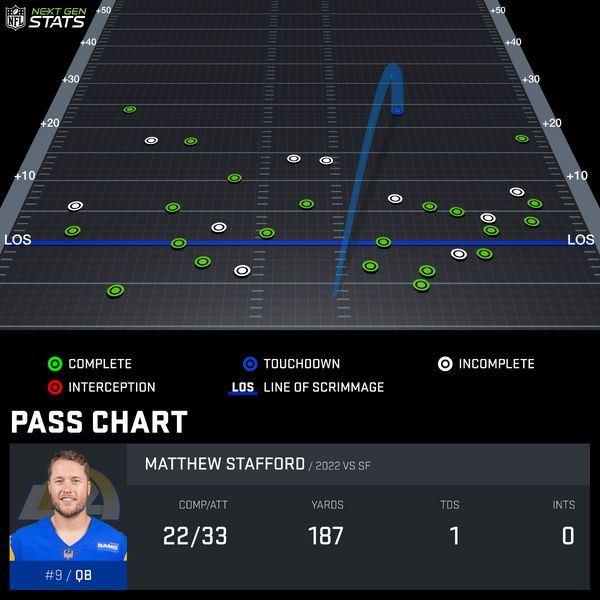 NFL NEXT GEN STATS
+50 +50
+30 +30
+20 +20
+10 +10
LOS LOS
COMPLETE TOUCHDOWN INCOMPLETE
INTERCEPTION LOS LINE OF SCRIMMAGE
PASS CHART
MATTHEW STAFFORD / 2022 VS SF
COMP/ATT YARDS TDS INTS
22/33 187 1 0
RAMS
#9 / QB